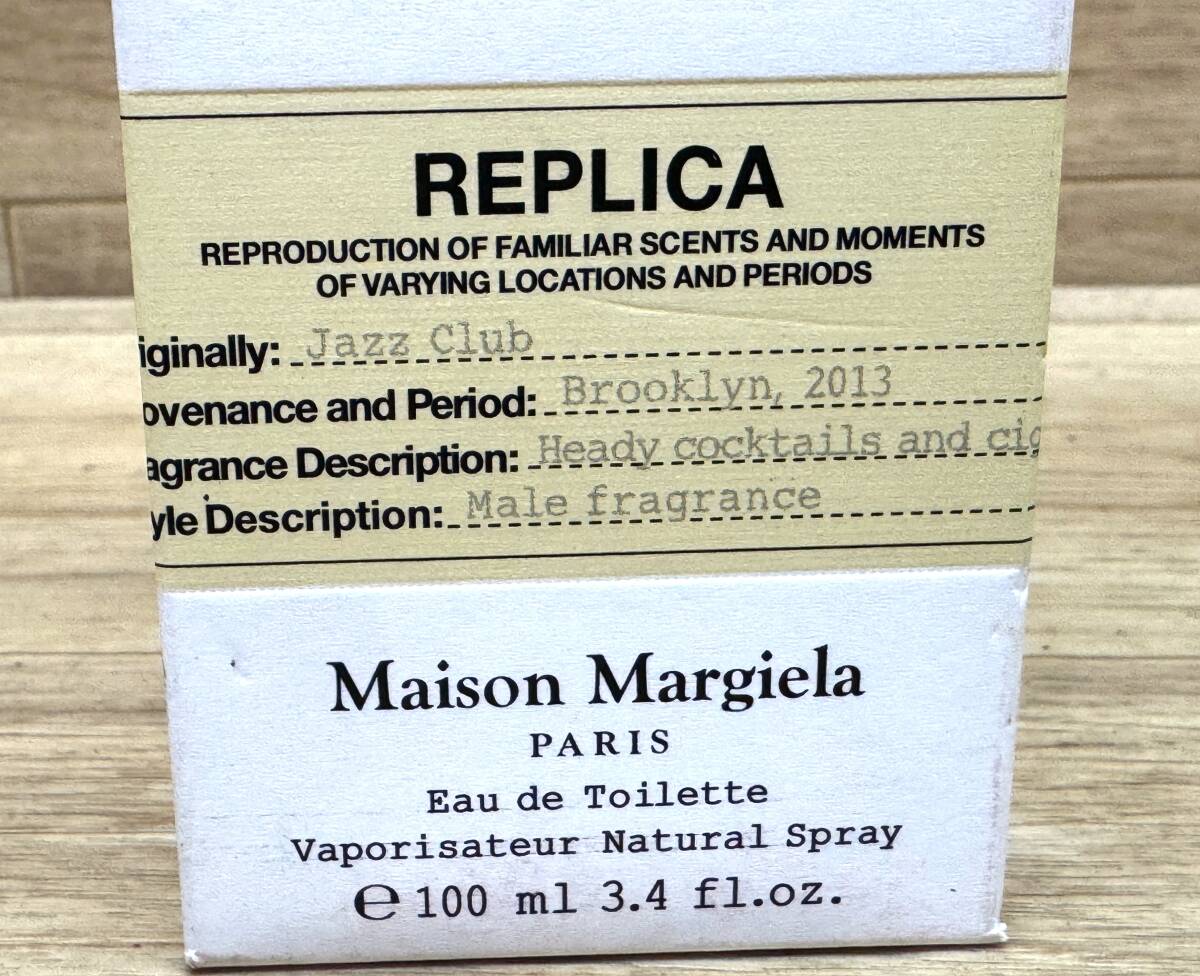 REPLICA
REPRODUCTION OF FAMILIAR SCENTS AND MOMENTS
OF VARYING LOCATIONS AND PERIODS
iginally: Jazz Club
ovenance and Period: Brooklyn, 2013
agrance Description: Heady cocktails and cig
yle Description: Male fragrance
Maison Margiela
PARIS
Eau de Toilette
Vaporisateur Natural Spray
℮ 100 ml 3.4 fl.oz.